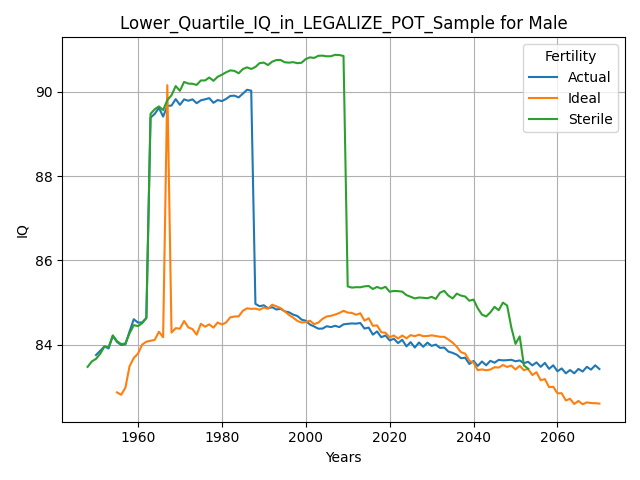 Lower_Quartile_IQ_in_LEGALIZE_POT_Sample for Male
Fertility
Actual
Ideal
Sterile
90
88
86
84
IQ
1960
1980
2000
2020
2040
2060
Years